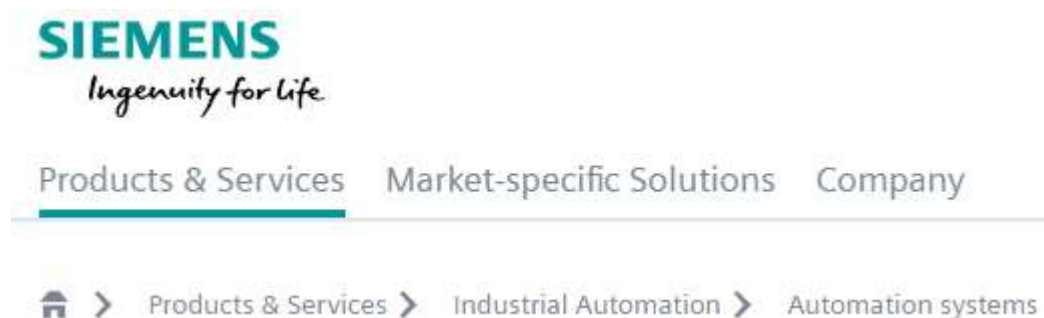 SIEMENS
Ingenuity for life
Products & Services Market-specific Solutions Company
Products & Services Industrial Automation Automation systems